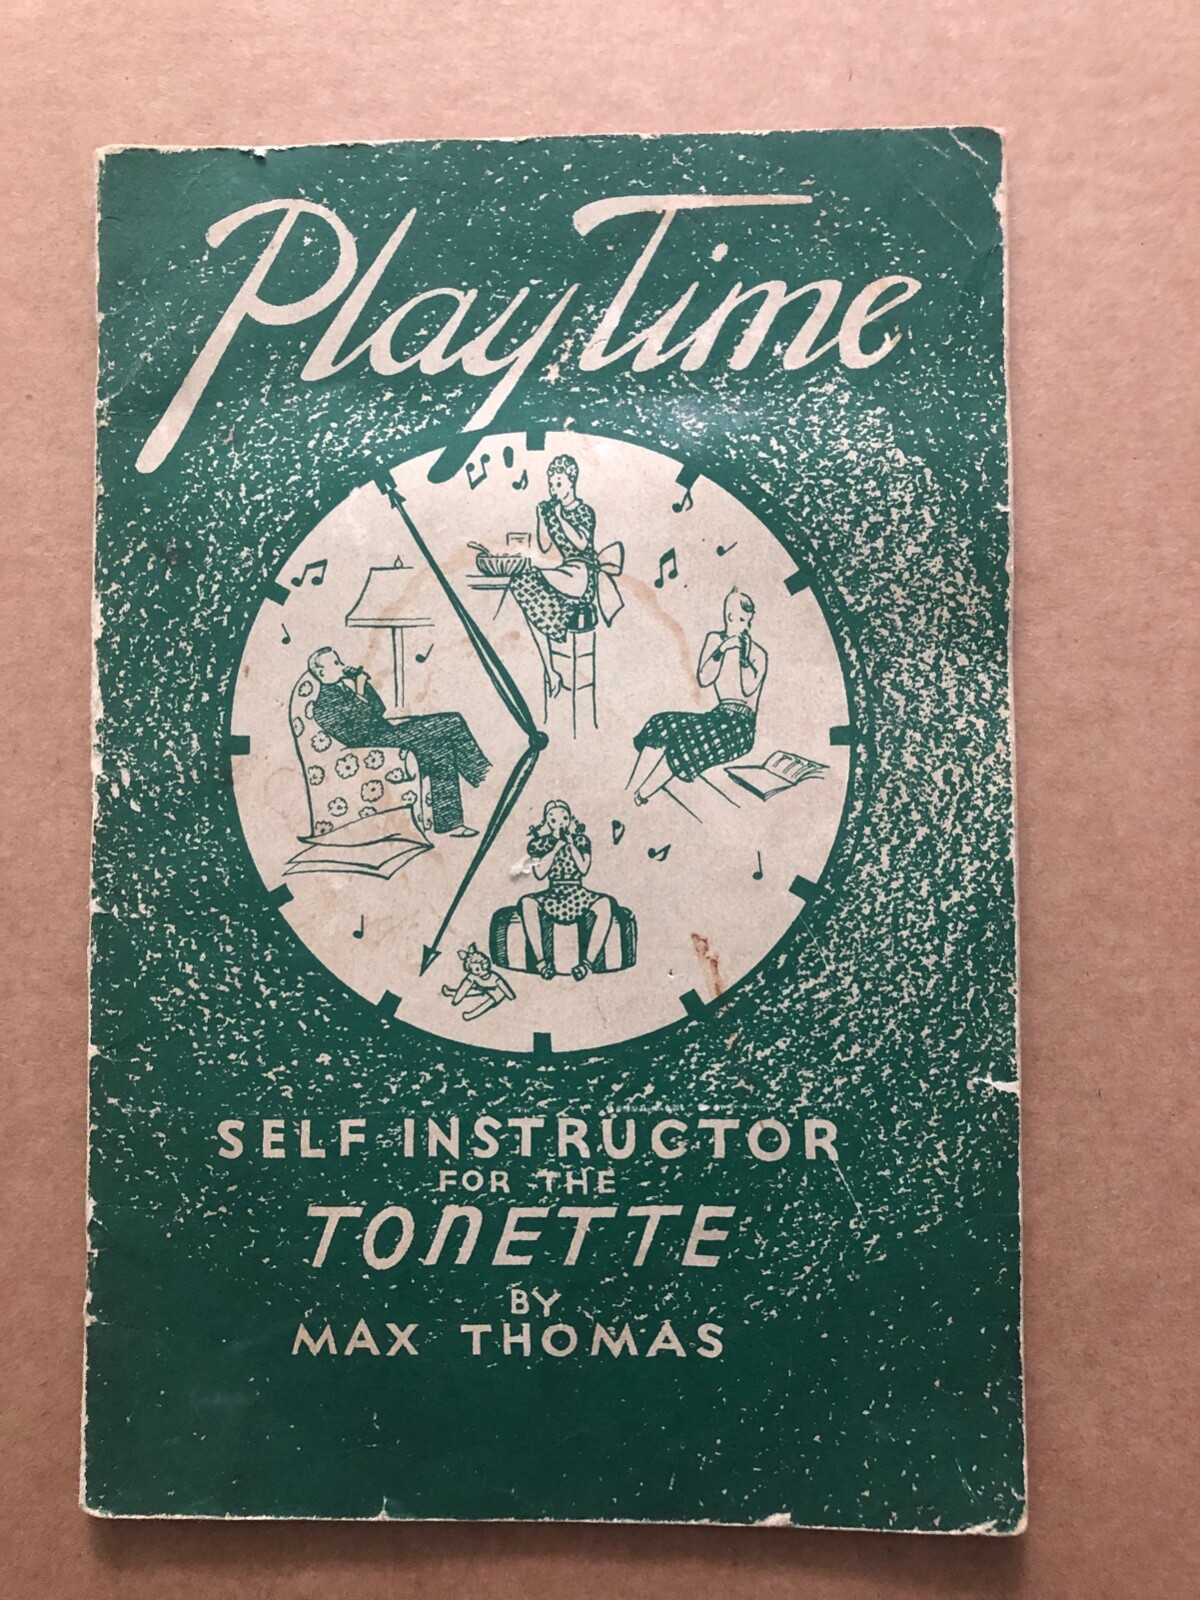 Play Time
SELF INSTRUCTOR
FOR THE
TONETTE
BY
MAX THOMAS